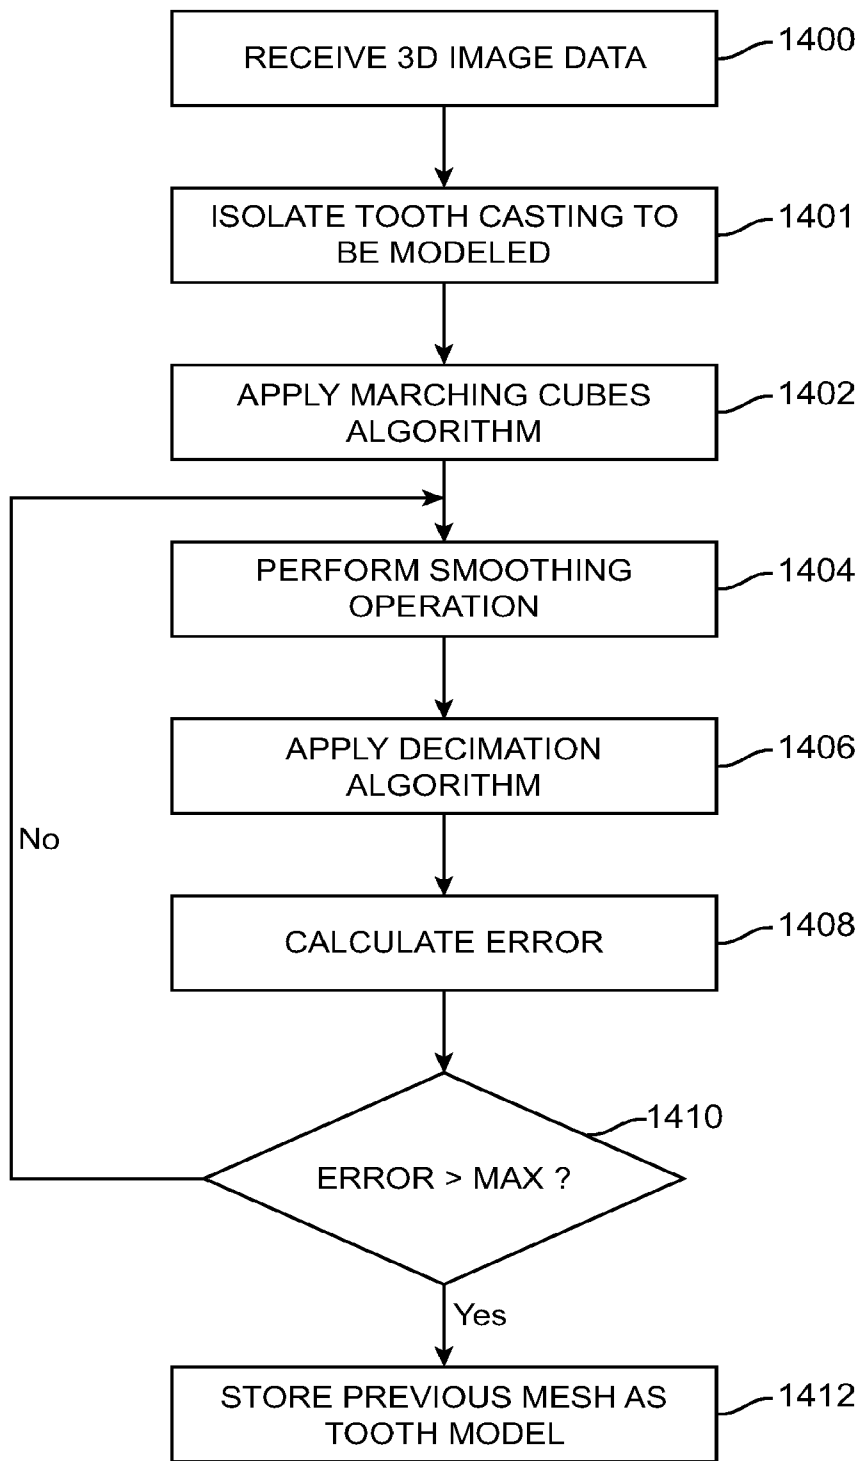 RECEIVE 3D IMAGE DATA
1400
ISOLATE TOOTH CASTING TO
BE MODELED
1401
APPLY MARCHING CUBES
ALGORITHM
1402
PERFORM SMOOTHING
OPERATION
1404
APPLY DECIMATION
ALGORITHM
1406
No
CALCULATE ERROR
1408
ERROR > MAX ?
1410
Yes
STORE PREVIOUS MESH AS
TOOTH MODEL
1412